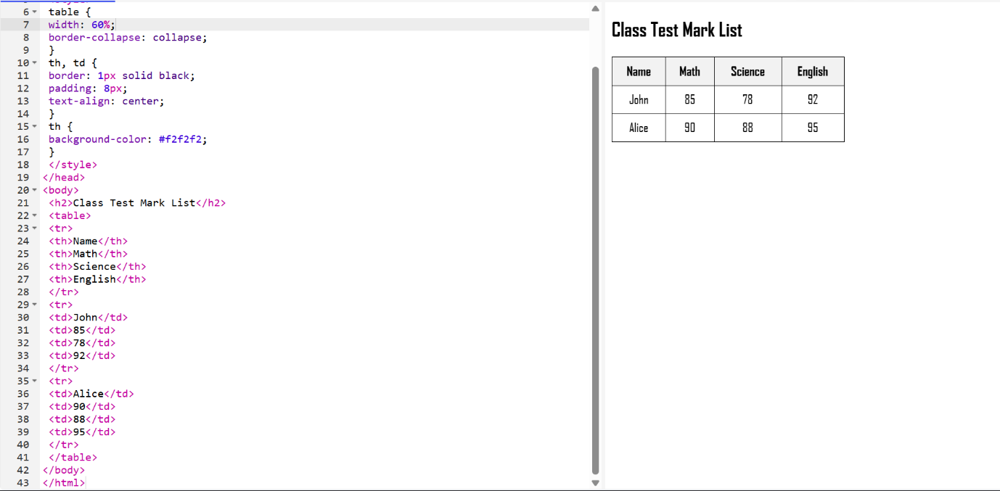 6 table {
7 width: 60%;
8 border-collapse: collapse;
9 }
10 th, td {
11 border: 1px solid black;
12 padding: 8px;
13 text-align: center;
14 }
15 th {
16 background-color: #f2f2f2;
17 }
18 </style>
19 </head>
20 <body>
21 <h2>Class Test Mark List</h2>
22 <table>
23 <tr>
24 <th>Name</th>
25 <th>Math</th>
26 <th>Science</th>
27 <th>English</th>
28 </tr>
29 <tr>
30 <td>John</td>
31 <td>85</td>
32 <td>78</td>
33 <td>92</td>
34 </tr>
35 <tr>
36 <td>Alice</td>
37 <td>90</td>
38 <td>88</td>
39 <td>95</td>
40 </tr>
41 </table>
42 </body>
43 </html>
Class Test Mark List
Name Math Science English
John 85 78 92
Alice 90 88 95